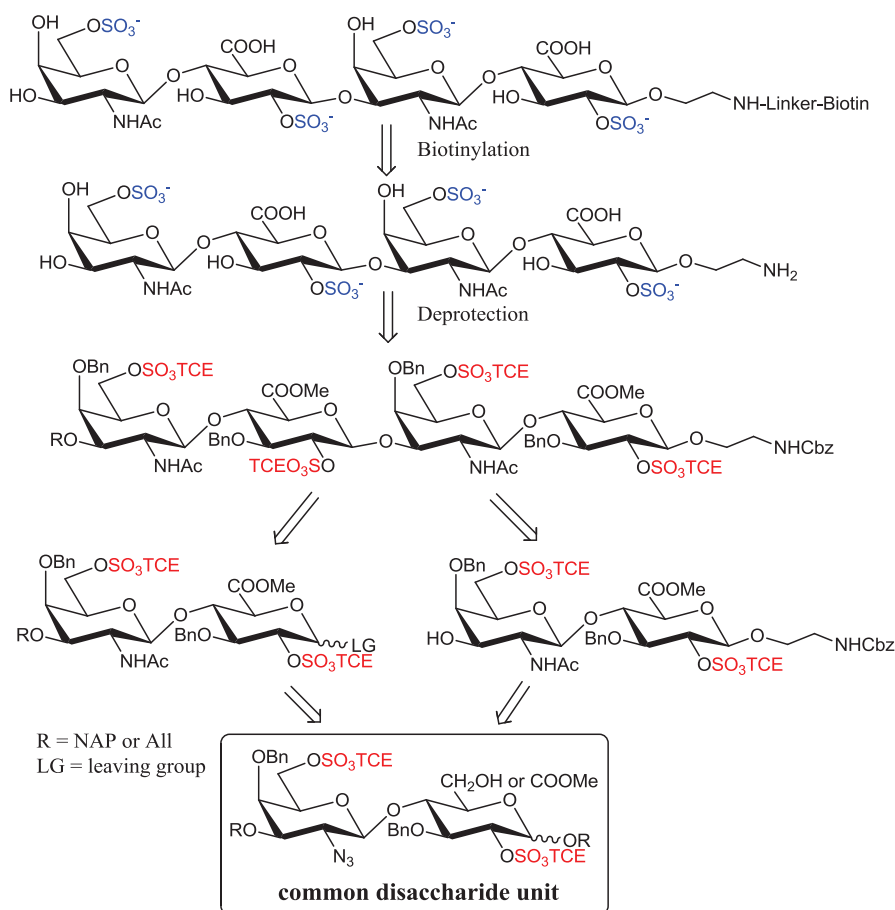 OH OSO₃⁻ COOH OH OSO₃⁻ COOH
O O O O O O O O NH-Linker-Biotin
HO HO HO
NHAc OSO₃⁻ NHAc OSO₃⁻
Biotinylation
OH OSO₃⁻ COOH OH OSO₃⁻ COOH
O O O O O O O O NH₂
HO HO HO
NHAc OSO₃⁻ NHAc OSO₃⁻
Deprotection
OBn OSO₃TCE COOMe OBn OSO₃TCE COOMe
O O O O O O O O NHCbz
RO BnO BnO
NHAc TCEO₃SO NHAc OSO₃TCE
OBn OSO₃TCE COOMe OBn OSO₃TCE COOMe
O O O LG O O O O NHCbz
RO BnO HO BnO
NHAc OSO₃TCE NHAc OSO₃TCE
R = NAP or All
LG = leaving group
OBn OSO₃TCE CH₂OH or COOMe
O O O
RO BnO OR
N₃ OSO₃TCE
common disaccharide unit